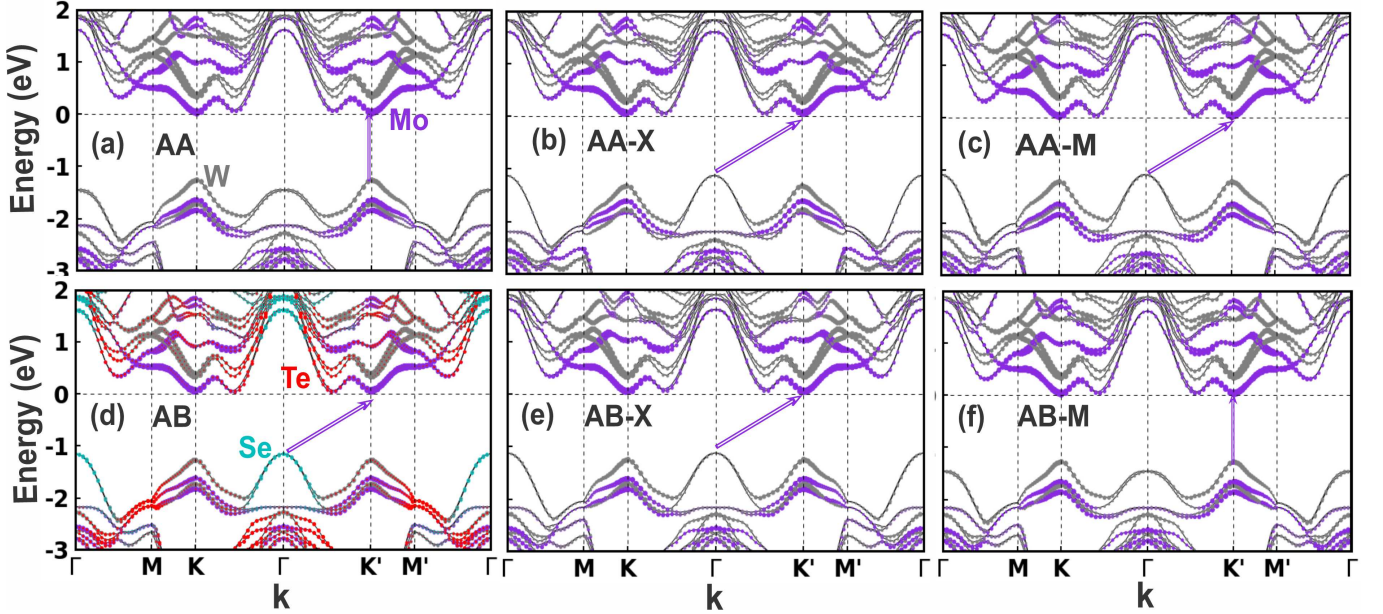 2
1
0
-1
-2
-3
Energy (eV)
(a) AA
W
Mo
(b) AA-X
(c) AA-M
2
1
0
-1
-2
-3
Energy (eV)
(d) AB
Te
Se
(e) AB-X
(f) AB-M
Γ M K Γ K' M' Γ
Γ M K Γ K' M' Γ
Γ M K Γ K' M' Γ
k
k
k